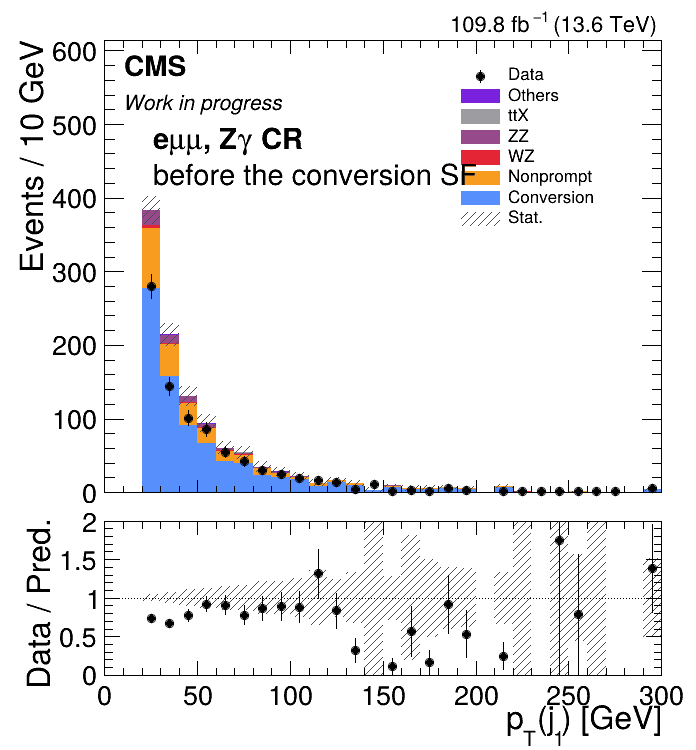 109.8 fb⁻¹ (13.6 TeV)
Events / 10 GeV
600
500
400
300
200
100
0
CMS
Work in progress
eμμ, Zγ CR
before the conversion SF
Data
Others
ttX
ZZ
WZ
Nonprompt
Conversion
Stat.
Data / Pred.
2
1.5
1
0.5
0
0 50 100 150 200 250 300
p_T(j_1) [GeV]